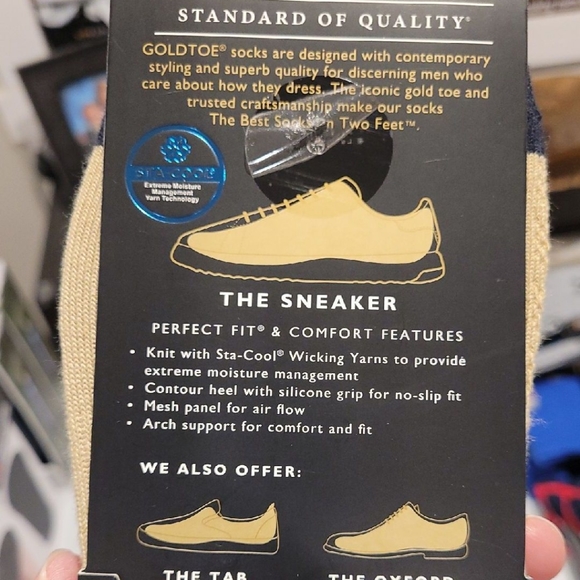 STANDARD OF QUALITY®
GOLDTOE® socks are designed with contemporary
styling and superb quality for discerning men who
care about how they dress. The iconic gold toe and
trusted craftsmanship make our socks
The Best Socks on Two Feet™.
STA-COOL®
Extreme Moisture
Management
Yarn Technology
THE SNEAKER
PERFECT FIT® & COMFORT FEATURES
• Knit with Sta-Cool® Wicking Yarns to provide
extreme moisture management
• Contour heel with silicone grip for no-slip fit
• Mesh panel for air flow
• Arch support for comfort and fit
WE ALSO OFFER:
THE TAB
THE OXFORD